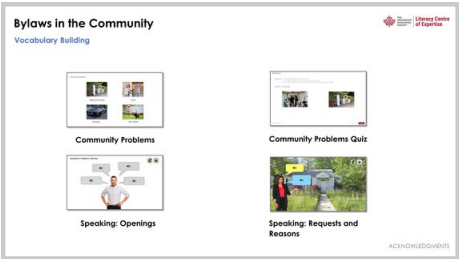 Bylaws in the Community
Literacy Centre
of Expertise
Vocabulary Building
Community Problems
Community Problems Quiz
Speaking: Openings
Speaking: Requests and
Reasons
ACKNOWLEDGMENTS